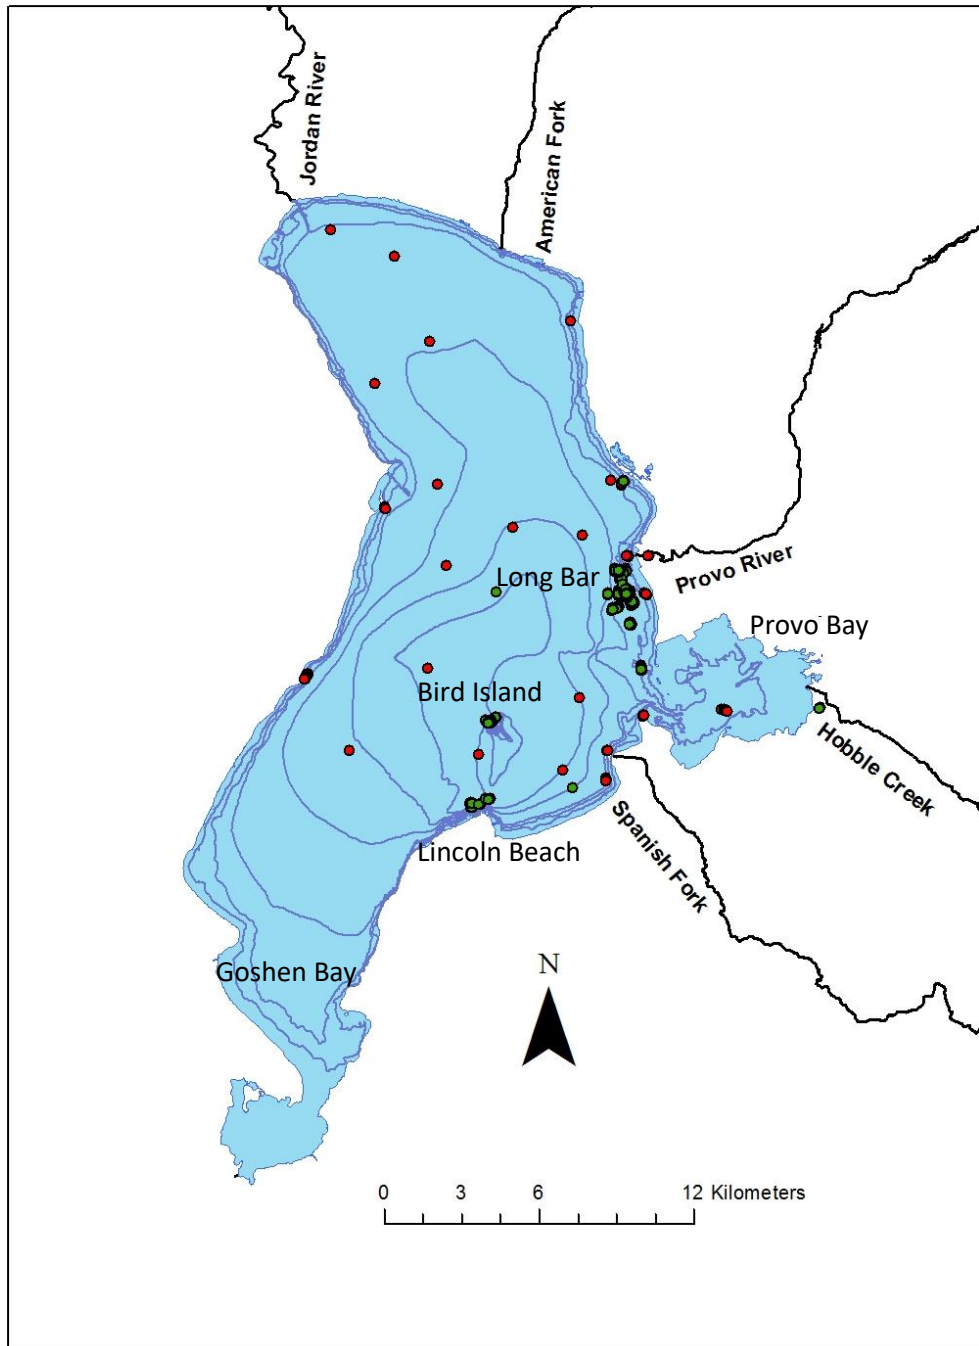 Jordan River
American Fork
Long Bar
Provo River
Provo Bay
Bird Island
Hobble Creek
Lincoln Beach
Spanish Fork
Goshen Bay
N
0 3 6 12 Kilometers